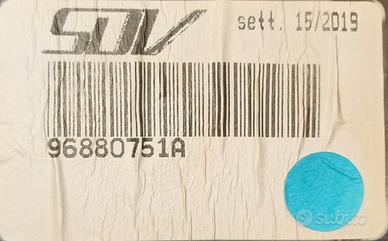 SDV
sett. 15/2019
96880751A
subito